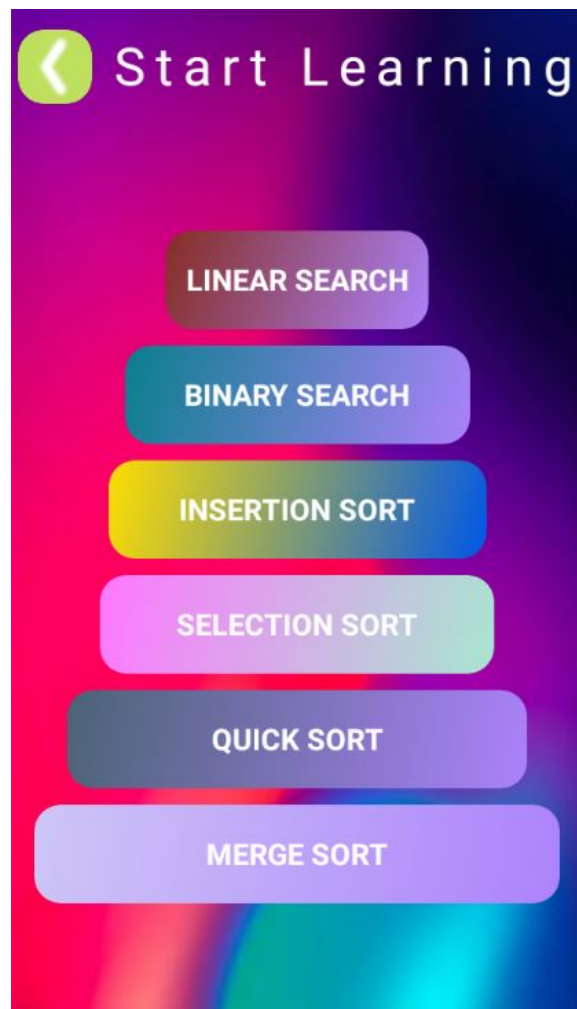 Start Learning
LINEAR SEARCH
BINARY SEARCH
INSERTION SORT
SELECTION SORT
QUICK SORT
MERGE SORT